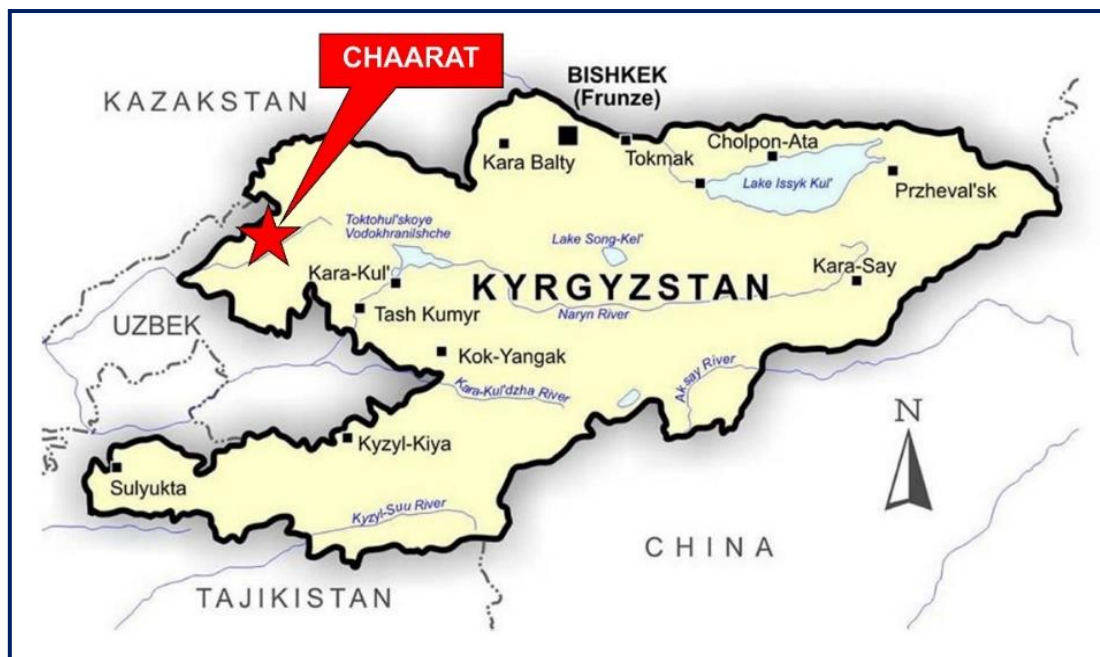 CHAARAT
KAZAKSTAN
BISHKEK
(Frunze)
Kara Balty
Tokmak
Cholpon-Ata
Lake Issyk Kul'
Przheval'sk
Toktohul'skoye
Vodokhranilshche
Lake Song-Kel'
Kara-Kul'
KYRGYZSTAN
Kara-Say
Naryn River
UZBEK
Tash Kumyr
Kok-Yangak
Kara-Kul'dzha River
Aksay River
N
Kyzyl-Kiya
Sulyukta
Kyzyl-Suu River
CHINA
TAJIKISTAN